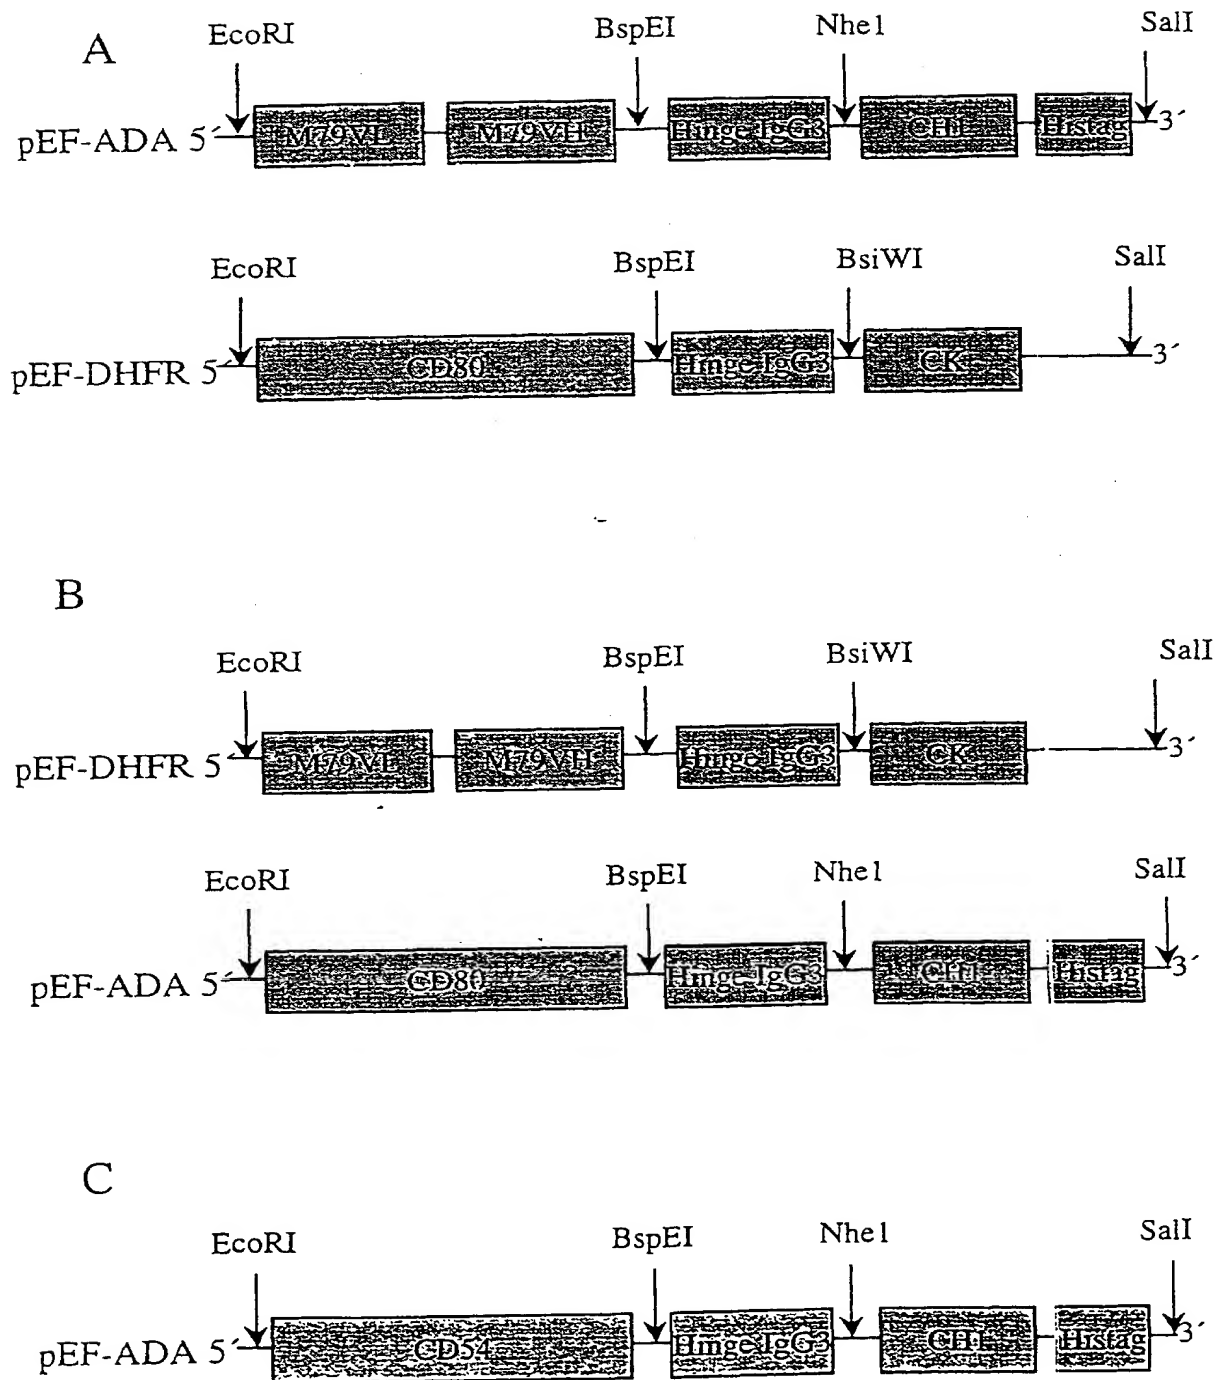 A
EcoRI BspEI Nhe1 SalI
pEF-ADA 5´ M79VL M79VH Hinge IgG3 CH1 Histag 3´
EcoRI BspEI BsiWI SalI
pEF-DHFR 5´ CD80 Hinge IgG3 CK 3´
B
EcoRI BspEI BsiWI SalI
pEF-DHFR 5´ M79VL M79VH Hinge IgG3 CK 3´
EcoRI BspEI Nhe1 SalI
pEF-ADA 5´ CD80 Hinge IgG3 CH1 Histag 3´
C
EcoRI BspEI Nhe1 SalI
pEF-ADA 5´ CD54 Hinge IgG3 CH1 Histag 3´